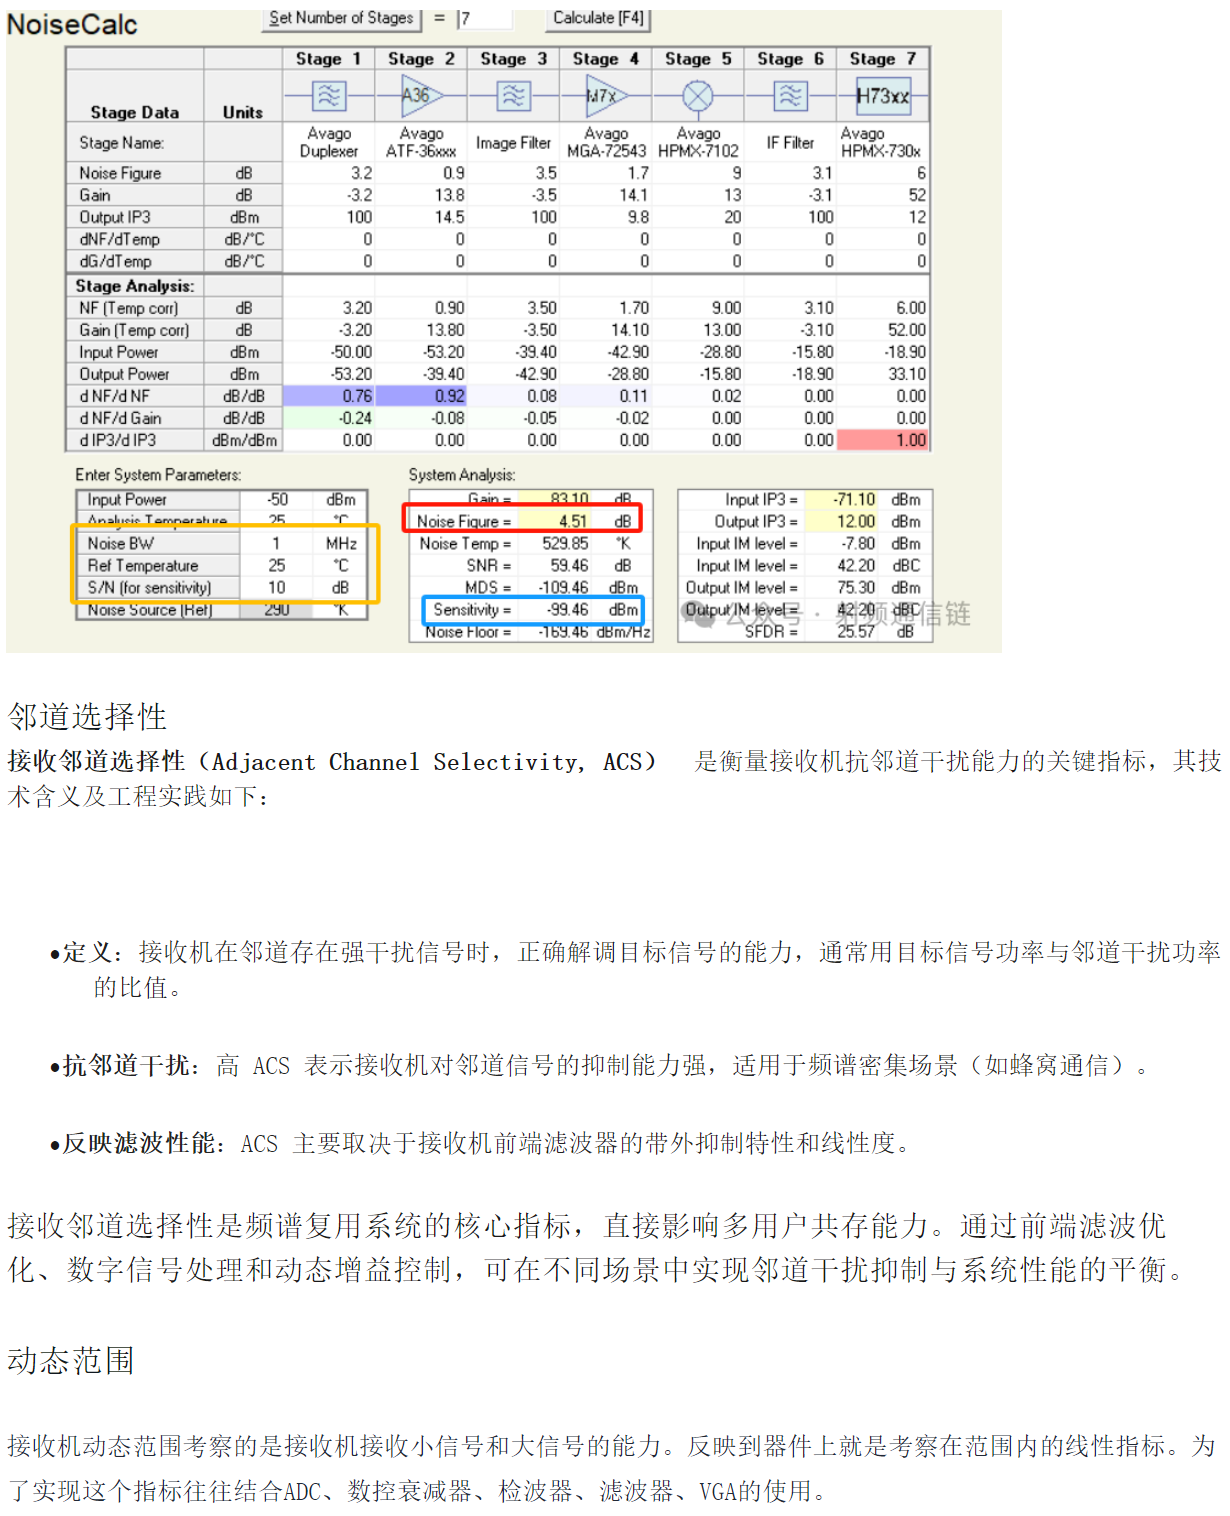 NoiseCalc
Set Number of Stages = 7 Calculate [F4]
Stage 1 Stage 2 Stage 3 Stage 4 Stage 5 Stage 6 Stage 7
A36 M7x H73xx
Stage Data Units
Stage Name: Avago Duplexer Avago ATF-36xxx Image Filter Avago MGA-72543 Avago HPMX-7102 IF Filter Avago HPMX-730x
Noise Figure dB 3.2 0.9 3.5 1.7 9 3.1 6
Gain dB -3.2 13.8 -3.5 14.1 13 -3.1 52
Output IP3 dBm 100 14.5 100 9.8 20 100 12
dNF/dTemp dB/°C 0 0 0 0 0 0 0
dG/dTemp dB/°C 0 0 0 0 0 0 0
Stage Analysis:
NF (Temp corr) dB 3.20 0.90 3.50 1.70 9.00 3.10 6.00
Gain (Temp corr) dB -3.20 13.80 -3.50 14.10 13.00 -3.10 52.00
Input Power dBm -50.00 -53.20 -39.40 -42.90 -28.80 -15.80 -18.90
Output Power dBm -53.20 -39.40 -42.90 -28.80 -15.80 -18.90 33.10
d NF/d NF dB/dB 0.76 0.92 0.08 0.11 0.02 0.00 0.00
d NF/d Gain dB/dB -0.24 -0.08 -0.05 -0.02 0.00 0.00 0.00
d IP3/d IP3 dBm/dBm 0.00 0.00 0.00 0.00 0.00 0.00 1.00
Enter System Parameters: System Analysis:
Input Power -50 dBm Gain = 83.10 dB Input IP3 = -71.10 dBm
Analysis Temperature 25 °C Noise Figure = 4.51 dB Output IP3 = 12.00 dBm
Noise BW 1 MHz Noise Temp = 529.85 °K Input IM level = -7.80 dBm
Ref Temperature 25 °C SNR = 59.46 dB Input IM level = 42.20 dBC
S/N (for sensitivity) 10 dB MDS = -109.46 dBm Output IM level = 75.30 dBm
Noise Source (Ref) 290 °K Sensitivity = -99.46 dBm Output IM level = 42.20 dBC
Noise Floor = -169.46 dBm/Hz SFDR = 25.57 dB
公众号 · 射频通信链
邻道选择性
接收邻道选择性（Adjacent Channel Selectivity, ACS） 是衡量接收机抗邻道干扰能力的关键指标，其技
术含义及工程实践如下：
•定义：接收机在邻道存在强干扰信号时，正确解调目标信号的能力，通常用目标信号功率与邻道干扰功率
的比值。
•抗邻道干扰：高 ACS 表示接收机对邻道信号的抑制能力强，适用于频谱密集场景（如蜂窝通信）。
•反映滤波性能：ACS 主要取决于接收机前端滤波器的带外抑制特性和线性度。
接收邻道选择性是频谱复用系统的核心指标，直接影响多用户共存能力。通过前端滤波优
化、数字信号处理和动态增益控制，可在不同场景中实现邻道干扰抑制与系统性能的平衡。
动态范围
接收机动态范围考察的是接收机接收小信号和大信号的能力。反映到器件上就是考察在范围内的线性指标。为
了实现这个指标往往结合ADC、数控衰减器、检波器、滤波器、VGA的使用。